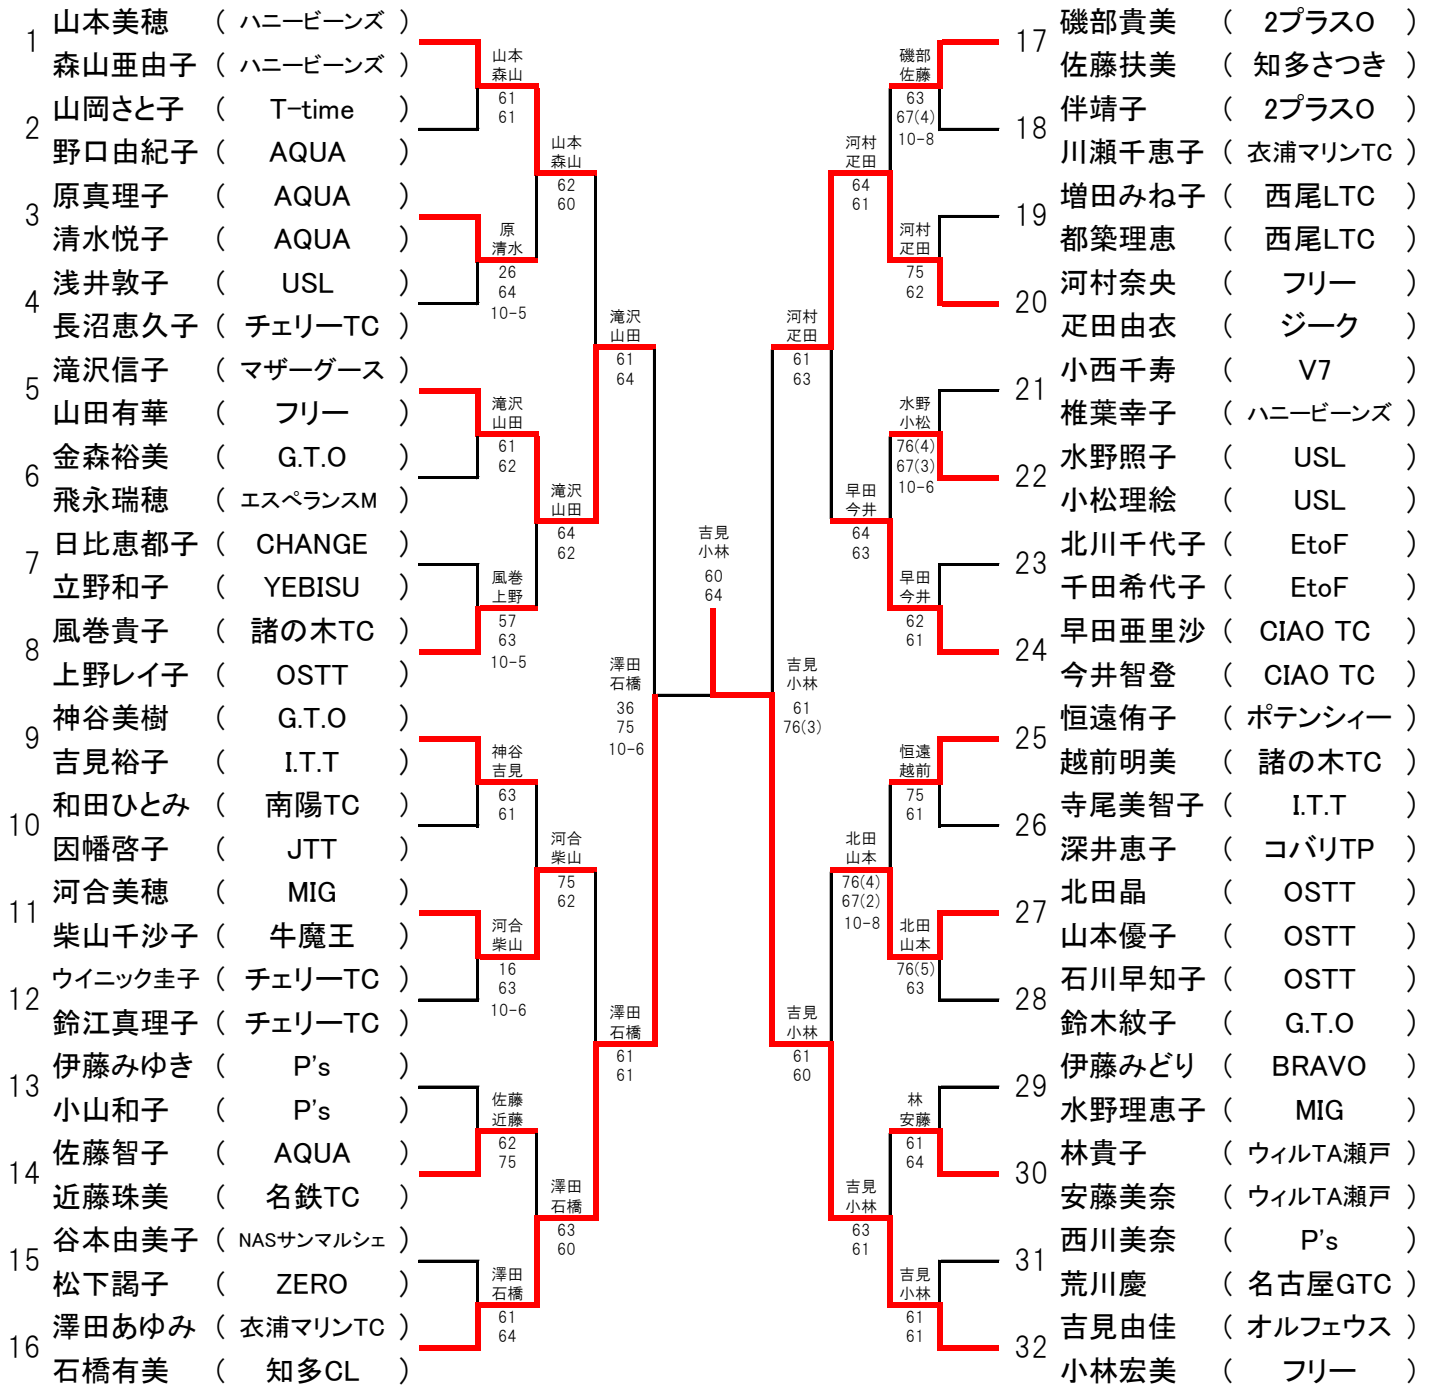 1 山本美穂 ( ハニービーンズ )
森山亜由子 ( ハニービーンズ )
2 山岡さと子 ( T-time )
野口由紀子 ( AQUA )
3 原真理子 ( AQUA )
清水悦子 ( AQUA )
4 浅井敦子 ( USL )
長沼恵久子 ( チェリーTC )
5 滝沢信子 ( マザーグース )
山田有華 ( フリー )
6 金森裕美 ( G.T.O )
飛永瑞穂 ( エスペランスM )
7 日比恵都子 ( CHANGE )
立野和子 ( YEBISU )
8 風巻貴子 ( 諸の木TC )
上野レイ子 ( OSTT )
9 神谷美樹 ( G.T.O )
吉見裕子 ( I.T.T )
10 和田ひとみ ( 南陽TC )
因幡啓子 ( JTT )
11 河合美穂 ( MIG )
柴山千沙子 ( 牛魔王 )
12 ウイニック圭子 ( チェリーTC )
鈴江真理子 ( チェリーTC )
13 伊藤みゆき ( P's )
小山和子 ( P's )
14 佐藤智子 ( AQUA )
近藤珠美 ( 名鉄TC )
15 谷本由美子 ( NASサンマルシェ )
松下謁子 ( ZERO )
16 澤田あゆみ ( 衣浦マリンTC )
石橋有美 ( 知多CL )
山本
森山
61
61
原
清水
26
64
10-5
滝沢
山田
61
62
風巻
上野
57
63
10-5
神谷
吉見
63
61
河合
柴山
16
63
10-6
佐藤
近藤
62
75
澤田
石橋
61
64
山本
森山
62
60
滝沢
山田
64
62
河合
柴山
75
62
澤田
石橋
63
60
滝沢
山田
61
64
澤田
石橋
61
61
澤田
石橋
36
75
10-6
吉見
小林
60
64
吉見
小林
61
76(3)
河村
疋田
61
63
吉見
小林
61
60
河村
疋田
64
61
早田
今井
64
63
北田
山本
76(4)
67(2)
10-8
吉見
小林
63
61
磯部
佐藤
63
67(4)
10-8
河村
疋田
75
62
水野
小松
76(4)
67(3)
10-6
早田
今井
62
61
恒遠
越前
75
61
北田
山本
76(5)
63
林
安藤
61
64
吉見
小林
61
61
17 磯部貴美 ( 2プラスO )
佐藤扶美 ( 知多さつき )
18 伴靖子 ( 2プラスO )
川瀬千恵子 ( 衣浦マリンTC )
19 増田みね子 ( 西尾LTC )
都築理恵 ( 西尾LTC )
20 河村奈央 ( フリー )
疋田由衣 ( ジーク )
21 小西千寿 ( V7 )
椎葉幸子 ( ハニービーンズ )
22 水野照子 ( USL )
小松理絵 ( USL )
23 北川千代子 ( EtoF )
千田希代子 ( EtoF )
24 早田亜里沙 ( CIAO TC )
今井智登 ( CIAO TC )
25 恒遠侑子 ( ポテンシィー )
越前明美 ( 諸の木TC )
26 寺尾美智子 ( I.T.T )
深井恵子 ( コバリTP )
27 北田晶 ( OSTT )
山本優子 ( OSTT )
28 石川早知子 ( OSTT )
鈴木紋子 ( G.T.O )
29 伊藤みどり ( BRAVO )
水野理恵子 ( MIG )
30 林貴子 ( ウィルTA瀬戸 )
安藤美奈 ( ウィルTA瀬戸 )
31 西川美奈 ( P's )
荒川慶 ( 名古屋GTC )
32 吉見由佳 ( オルフェウス )
小林宏美 ( フリー )